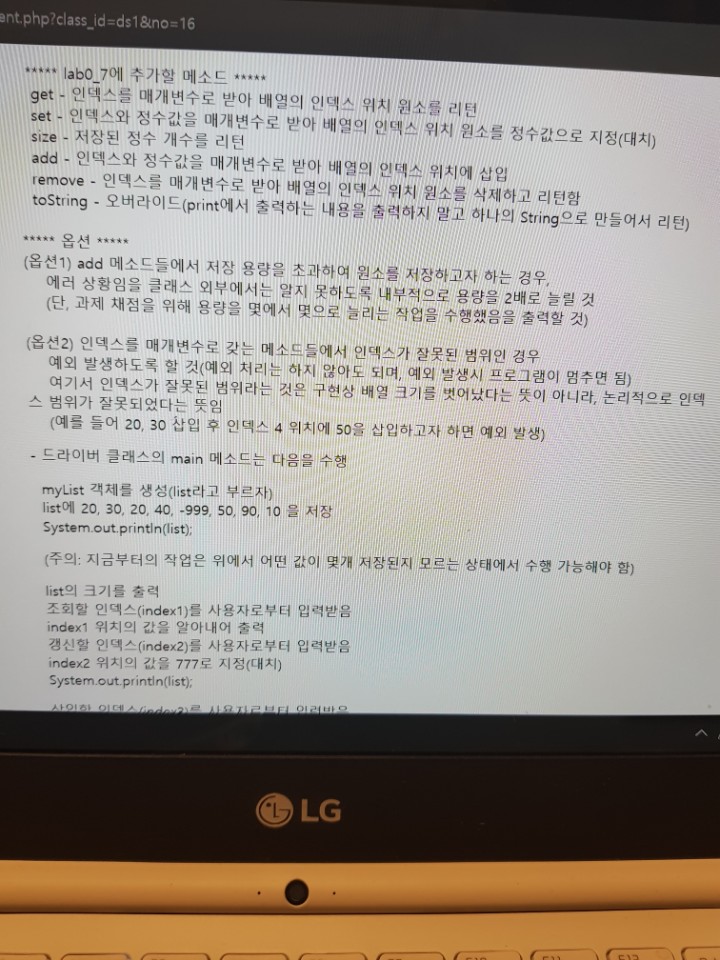 ent.php?class_id=ds1&no=16
***** lab0_7에 추가할 메소드 *****
get - 인덱스를 매개변수로 받아 배열의 인덱스 위치 원소를 리턴
set - 인덱스와 정수값을 매개변수로 받아 배열의 인덱스 위치 원소를 정수값으로 지정(대치)
size - 저장된 정수 개수를 리턴
add - 인덱스와 정수값을 매개변수로 받아 배열의 인덱스 위치에 삽입
remove - 인덱스를 매개변수로 받아 배열의 인덱스 위치 원소를 삭제하고 리턴함
toString - 오버라이드(print에서 출력하는 내용을 출력하지 말고 하나의 String으로 만들어서 리턴)
***** 옵션 *****
(옵션1) add 메소드들에서 저장 용량을 초과하여 원소를 저장하고자 하는 경우,
에러 상황임을 클래스 외부에서는 알지 못하도록 내부적으로 용량을 2배로 늘릴 것
(단, 과제 채점을 위해 용량을 몇에서 몇으로 늘리는 작업을 수행했음을 출력할 것)
(옵션2) 인덱스를 매개변수로 갖는 메소드들에서 인덱스가 잘못된 범위인 경우
예외 발생하도록 할 것(예외 처리는 하지 않아도 되며, 예외 발생시 프로그램이 멈추면 됨)
여기서 인덱스가 잘못된 범위라는 것은 구현상 배열 크기를 벗어났다는 뜻이 아니라, 논리적으로 인덱
스 범위가 잘못되었다는 뜻임
(예를 들어 20, 30 삽입 후 인덱스 4 위치에 50을 삽입하고자 하면 예외 발생)
- 드라이버 클래스의 main 메소드는 다음을 수행
myList 객체를 생성(list라고 부르자)
list에 20, 30, 20, 40, -999, 50, 90, 10 을 저장
System.out.println(list);
(주의: 지금부터의 작업은 위에서 어떤 값이 몇개 저장된지 모르는 상태에서 수행 가능해야 함)
list의 크기를 출력
조회할 인덱스(index1)를 사용자로부터 입력받음
index1 위치의 값을 알아내어 출력
갱신할 인덱스(index2)를 사용자로부터 입력받음
index2 위치의 값을 777로 지정(대치)
System.out.println(list);
삽입할 인덱스(index3)를 사용자로부터 입력받음
LG